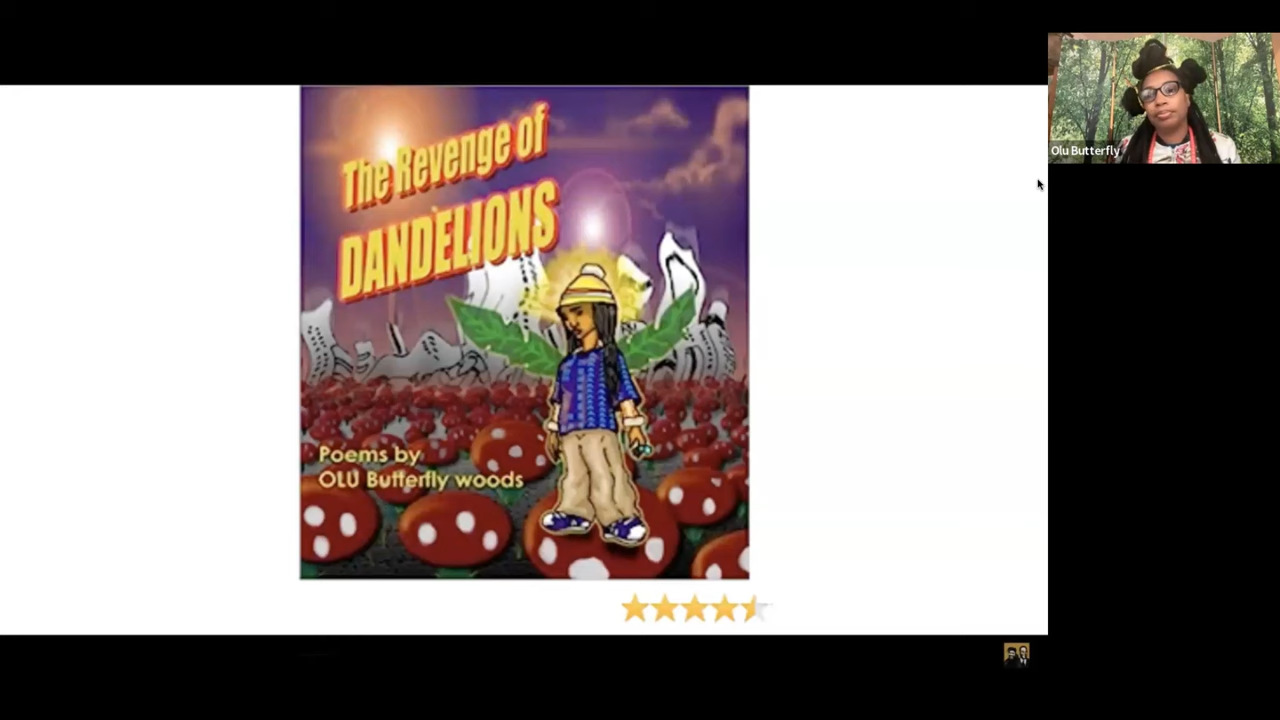 The Revenge of
DANDELIONS
Poems by
OLU Butterfly woods
Olu Butterfly